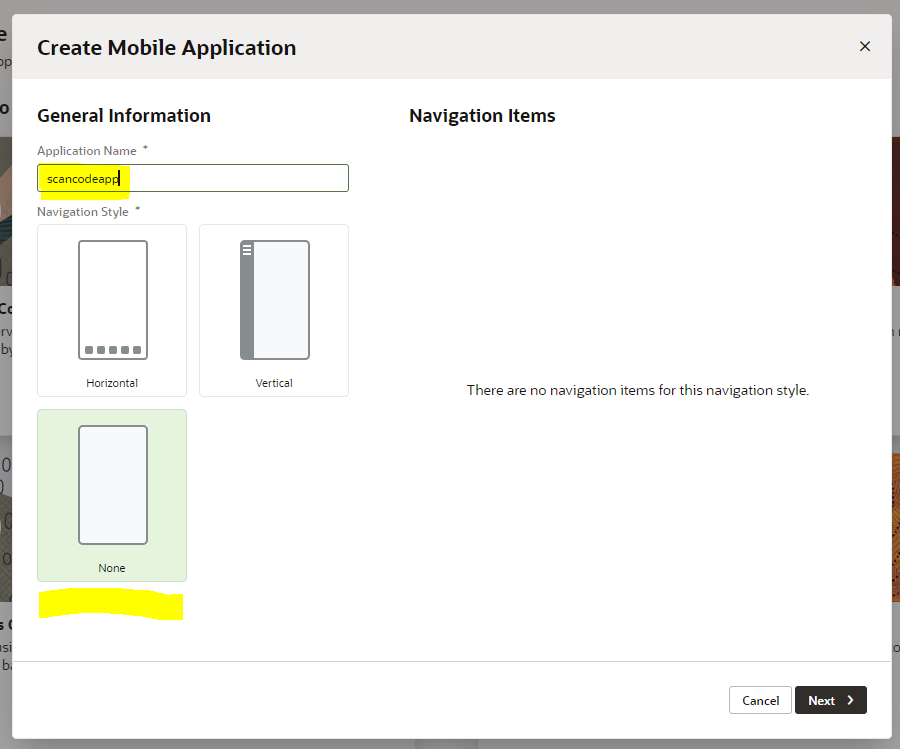 Create Mobile Application
General Information
Application Name *
scancodeapp
Navigation Style *
Horizontal
Vertical
None
Navigation Items
There are no navigation items for this navigation style.
Cancel
Next